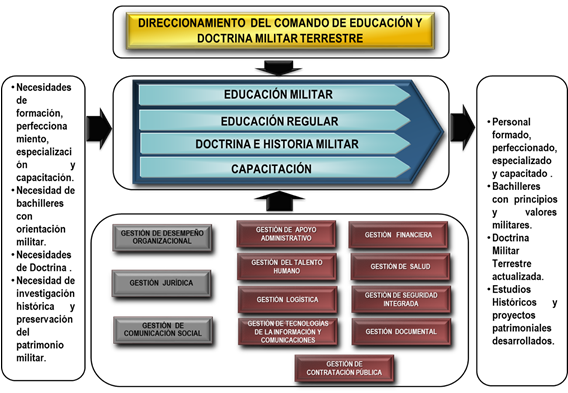 DIRECCIONAMIENTO DEL COMANDO DE EDUCACIÓN Y
DOCTRINA MILITAR TERRESTRE
• Necesidades
de
formación,
perfecciona
miento,
especializaci
ón y
capacitación.
• Necesidad de
bachilleres
con
orientación
militar.
• Necesidades
de Doctrina .
• Necesidad de
investigación
histórica y
preservación
del
patrimonio
militar.
EDUCACIÓN MILITAR
EDUCACIÓN REGULAR
DOCTRINA E HISTORIA MILITAR
CAPACITACIÓN
GESTIÓN DE DESEMPEÑO
ORGANIZACIONAL
GESTIÓN JURÍDICA
GESTIÓN DE
COMUNICACIÓN SOCIAL
GESTIÓN DE APOYO
ADMINISTRATIVO
GESTIÓN DEL TALENTO
HUMANO
GESTIÓN LOGÍSTICA
GESTIÓN DE TECNOLOGÍAS
DE LA INFORMACIÓN Y
COMUNICACIONES
GESTIÓN FINANCIERA
GESTIÓN DE SALUD
GESTIÓN DE SEGURIDAD
INTEGRADA
GESTIÓN DOCUMENTAL
GESTIÓN DE
CONTRATACIÓN PÚBLICA
• Personal
formado,
perfeccionado,
especializado
y capacitado .
• Bachilleres
con principios
y valores
militares.
• Doctrina
Militar
Terrestre
actualizada.
• Estudios
Históricos y
proyectos
patrimoniales
desarrollados.